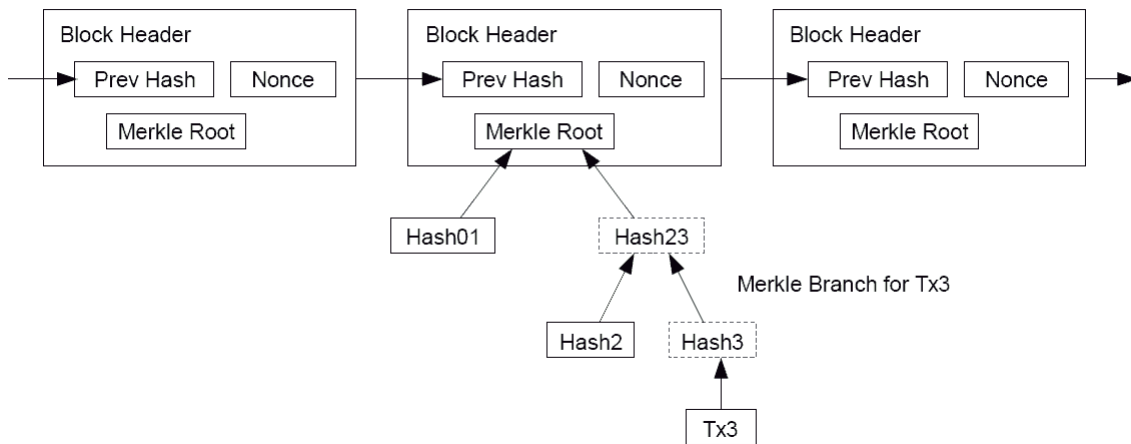 Block Header
Prev Hash
Nonce
Merkle Root
Block Header
Prev Hash
Nonce
Merkle Root
Block Header
Prev Hash
Nonce
Merkle Root
Hash01
Hash23
Merkle Branch for Tx3
Hash2
Hash3
Tx3